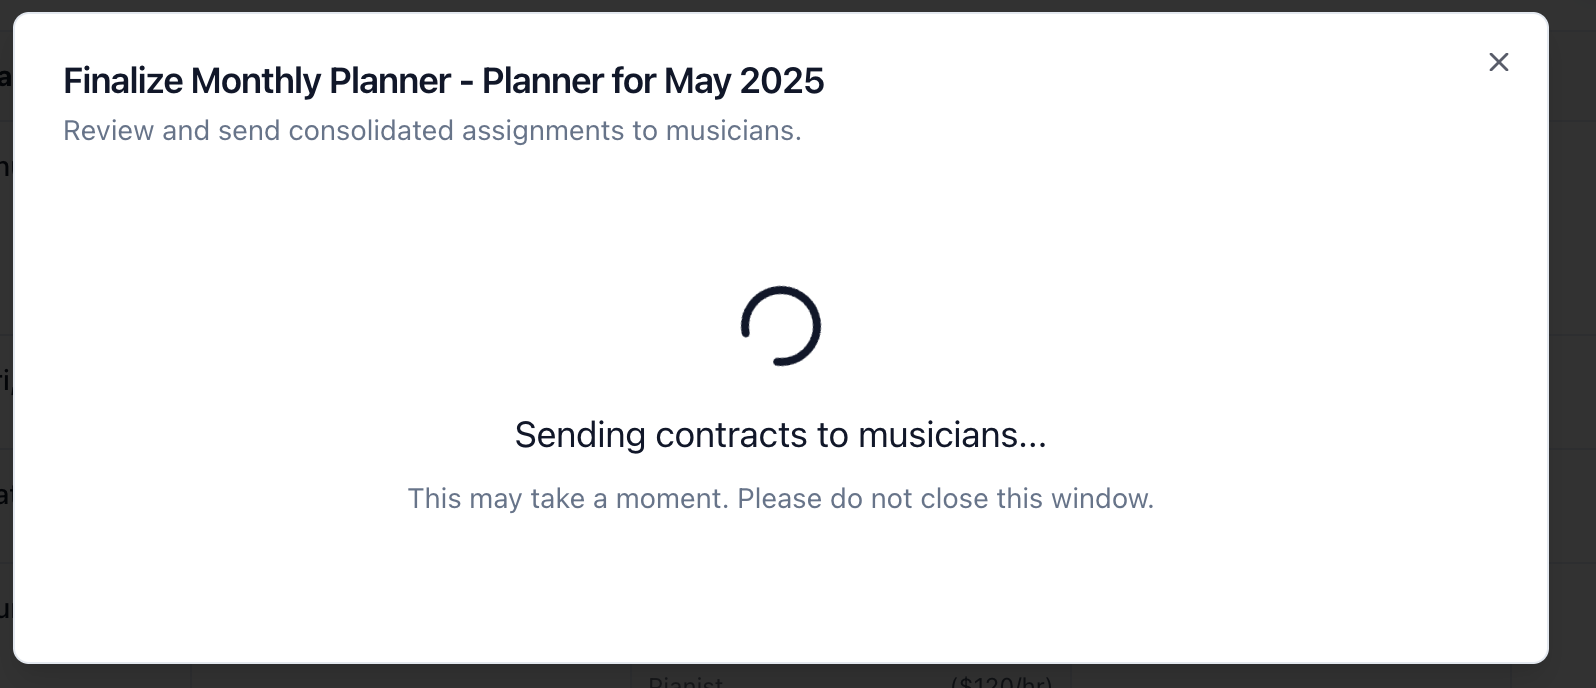 Finalize Monthly Planner - Planner for May 2025
Review and send consolidated assignments to musicians.
Sending contracts to musicians...
This may take a moment. Please do not close this window.
Pianist ($120/hr)